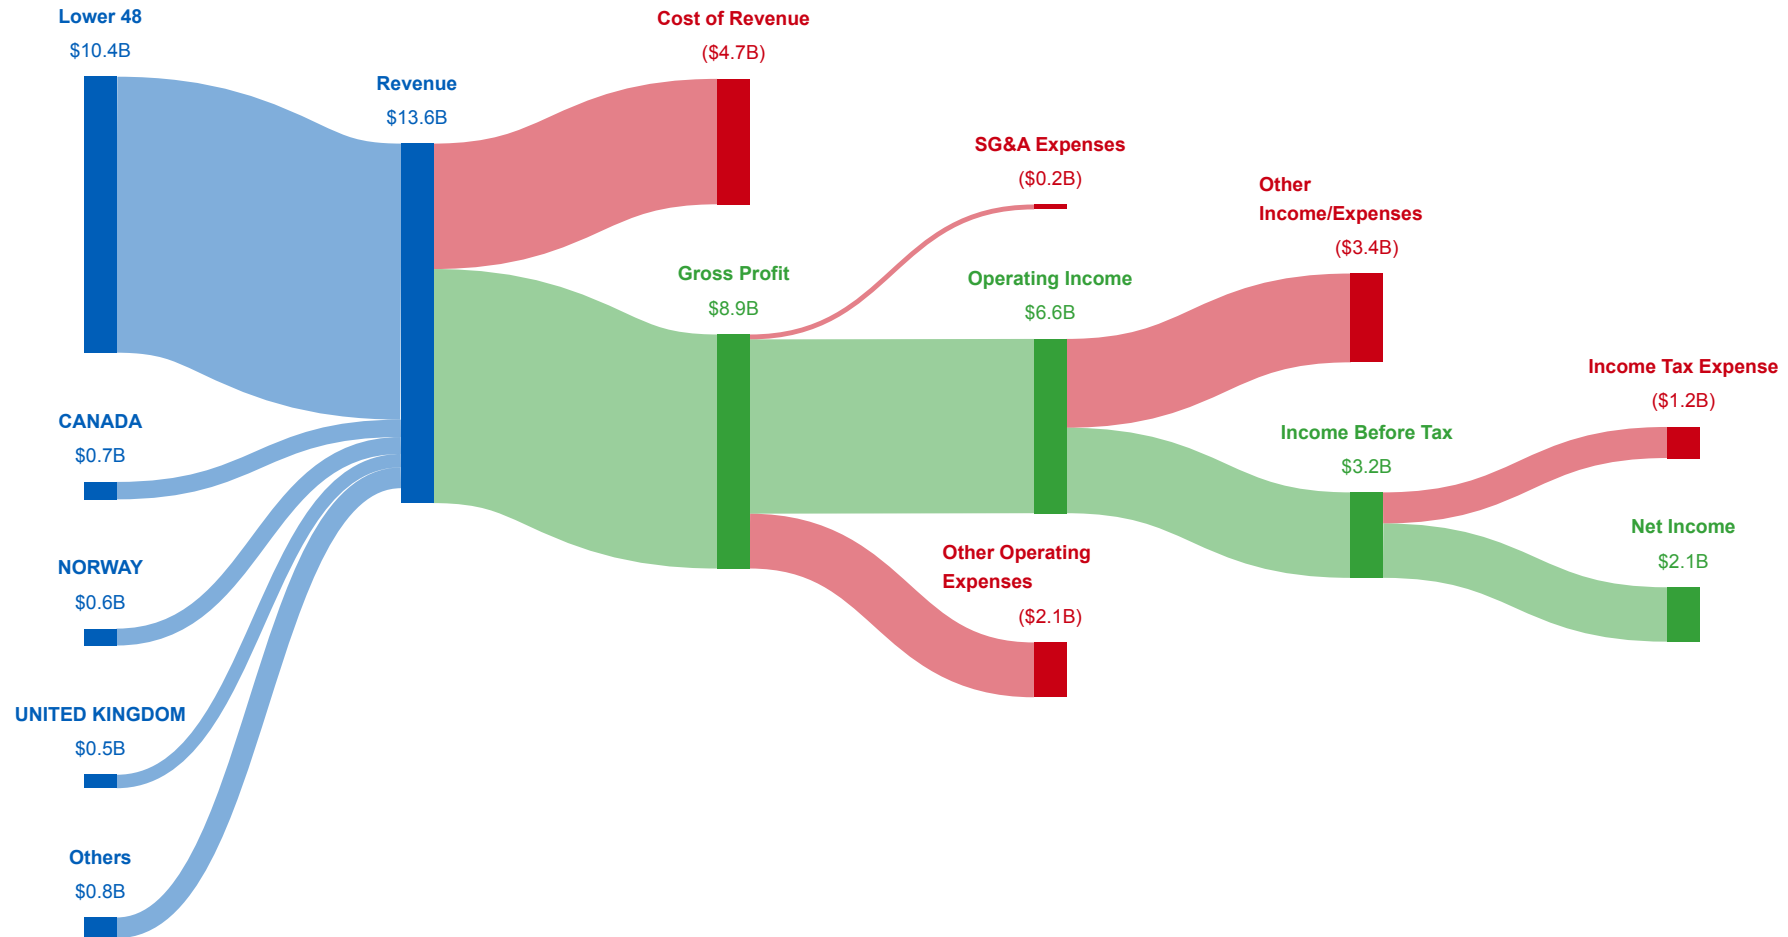 Lower 48
$10.4B
CANADA
$0.7B
NORWAY
$0.6B
UNITED KINGDOM
$0.5B
Others
$0.8B
Revenue
$13.6B
Cost of Revenue
($4.7B)
Gross Profit
$8.9B
SG&A Expenses
($0.2B)
Operating Income
$6.6B
Other Operating
Expenses
($2.1B)
Other
Income/Expenses
($3.4B)
Income Before Tax
$3.2B
Income Tax Expense
($1.2B)
Net Income
$2.1B